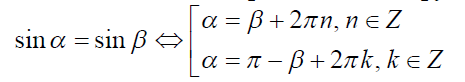 sin α = sin β ⇔ [ α = β + 2πn, n ∈ Z
α = π − β + 2πk, k ∈ Z